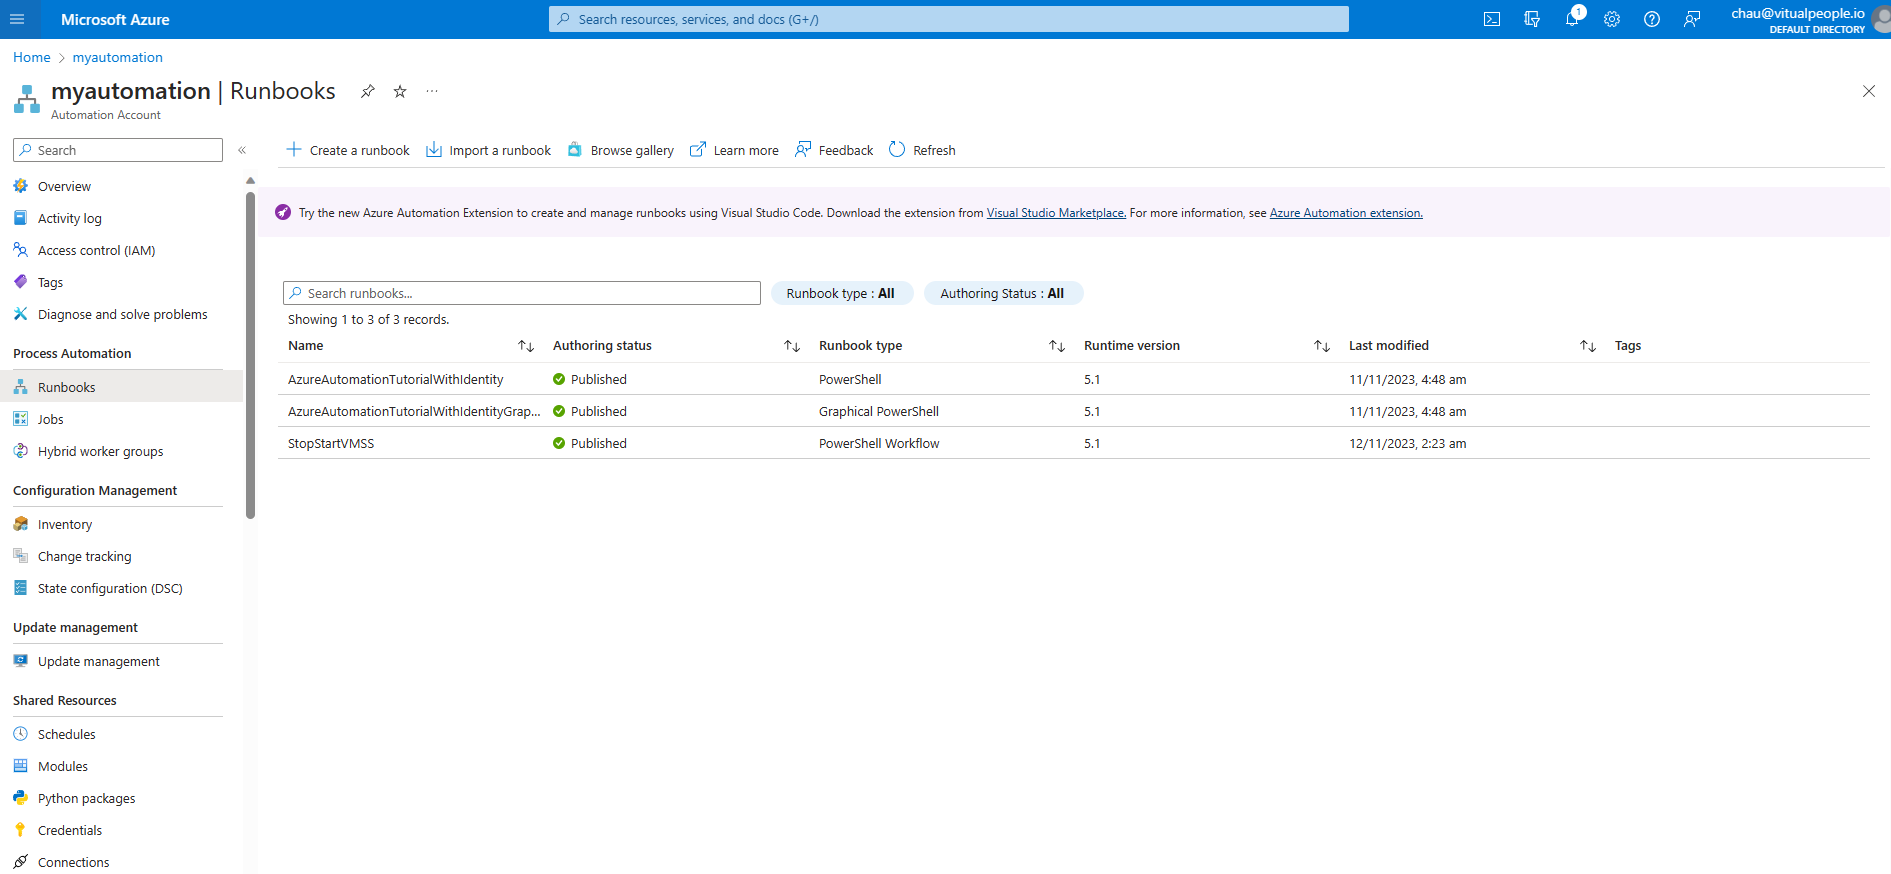 Microsoft Azure
Search resources, services, and docs (G+/)
1
chau@vitualpeople.io
DEFAULT DIRECTORY
Home > myautomation
myautomation | Runbooks
Automation Account
Search
Create a runbook
Import a runbook
Browse gallery
Learn more
Feedback
Refresh
Overview
Activity log
Access control (IAM)
Tags
Diagnose and solve problems
Process Automation
Runbooks
Jobs
Hybrid worker groups
Configuration Management
Inventory
Change tracking
State configuration (DSC)
Update management
Update management
Shared Resources
Schedules
Modules
Python packages
Credentials
Connections
Try the new Azure Automation Extension to create and manage runbooks using Visual Studio Code. Download the extension from Visual Studio Marketplace. For more information, see Azure Automation extension.
Search runbooks...
Runbook type : All
Authoring Status : All
Showing 1 to 3 of 3 records.
Name Authoring status Runbook type Runtime version Last modified Tags
AzureAutomationTutorialWithIdentity Published PowerShell 5.1 11/11/2023, 4:48 am
AzureAutomationTutorialWithIdentityGrap... Published Graphical PowerShell 5.1 11/11/2023, 4:48 am
StopStartVMSS Published PowerShell Workflow 5.1 12/11/2023, 2:23 am